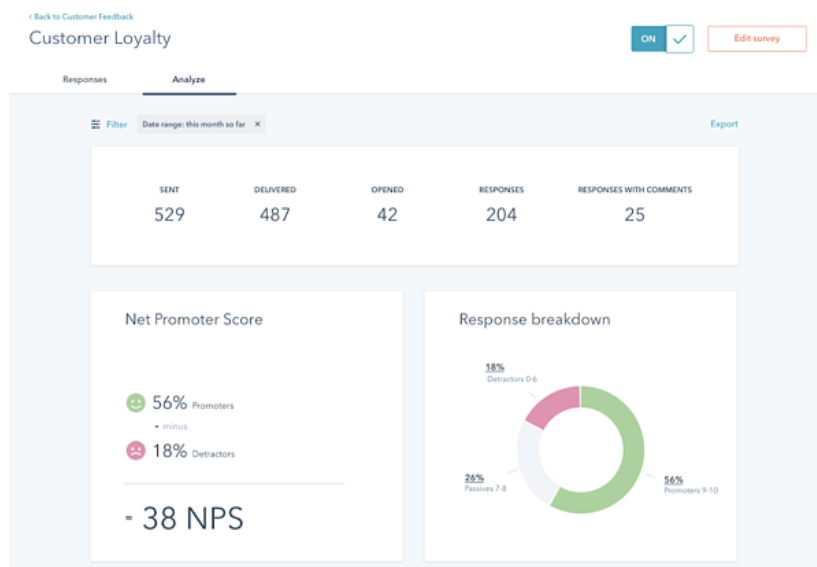 ‹ Back to Customer Feedback
Customer Loyalty
ON
Edit survey
Responses Analyze
Filter Date range: this month so far × Export
SENT DELIVERED OPENED RESPONSES RESPONSES WITH COMMENTS
529 487 42 204 25
Net Promoter Score
56% Promoters
- minus
18% Detractors
= 38 NPS
Response breakdown
18%
Detractors 0-6
26%
Passives 7-8
56%
Promoters 9-10